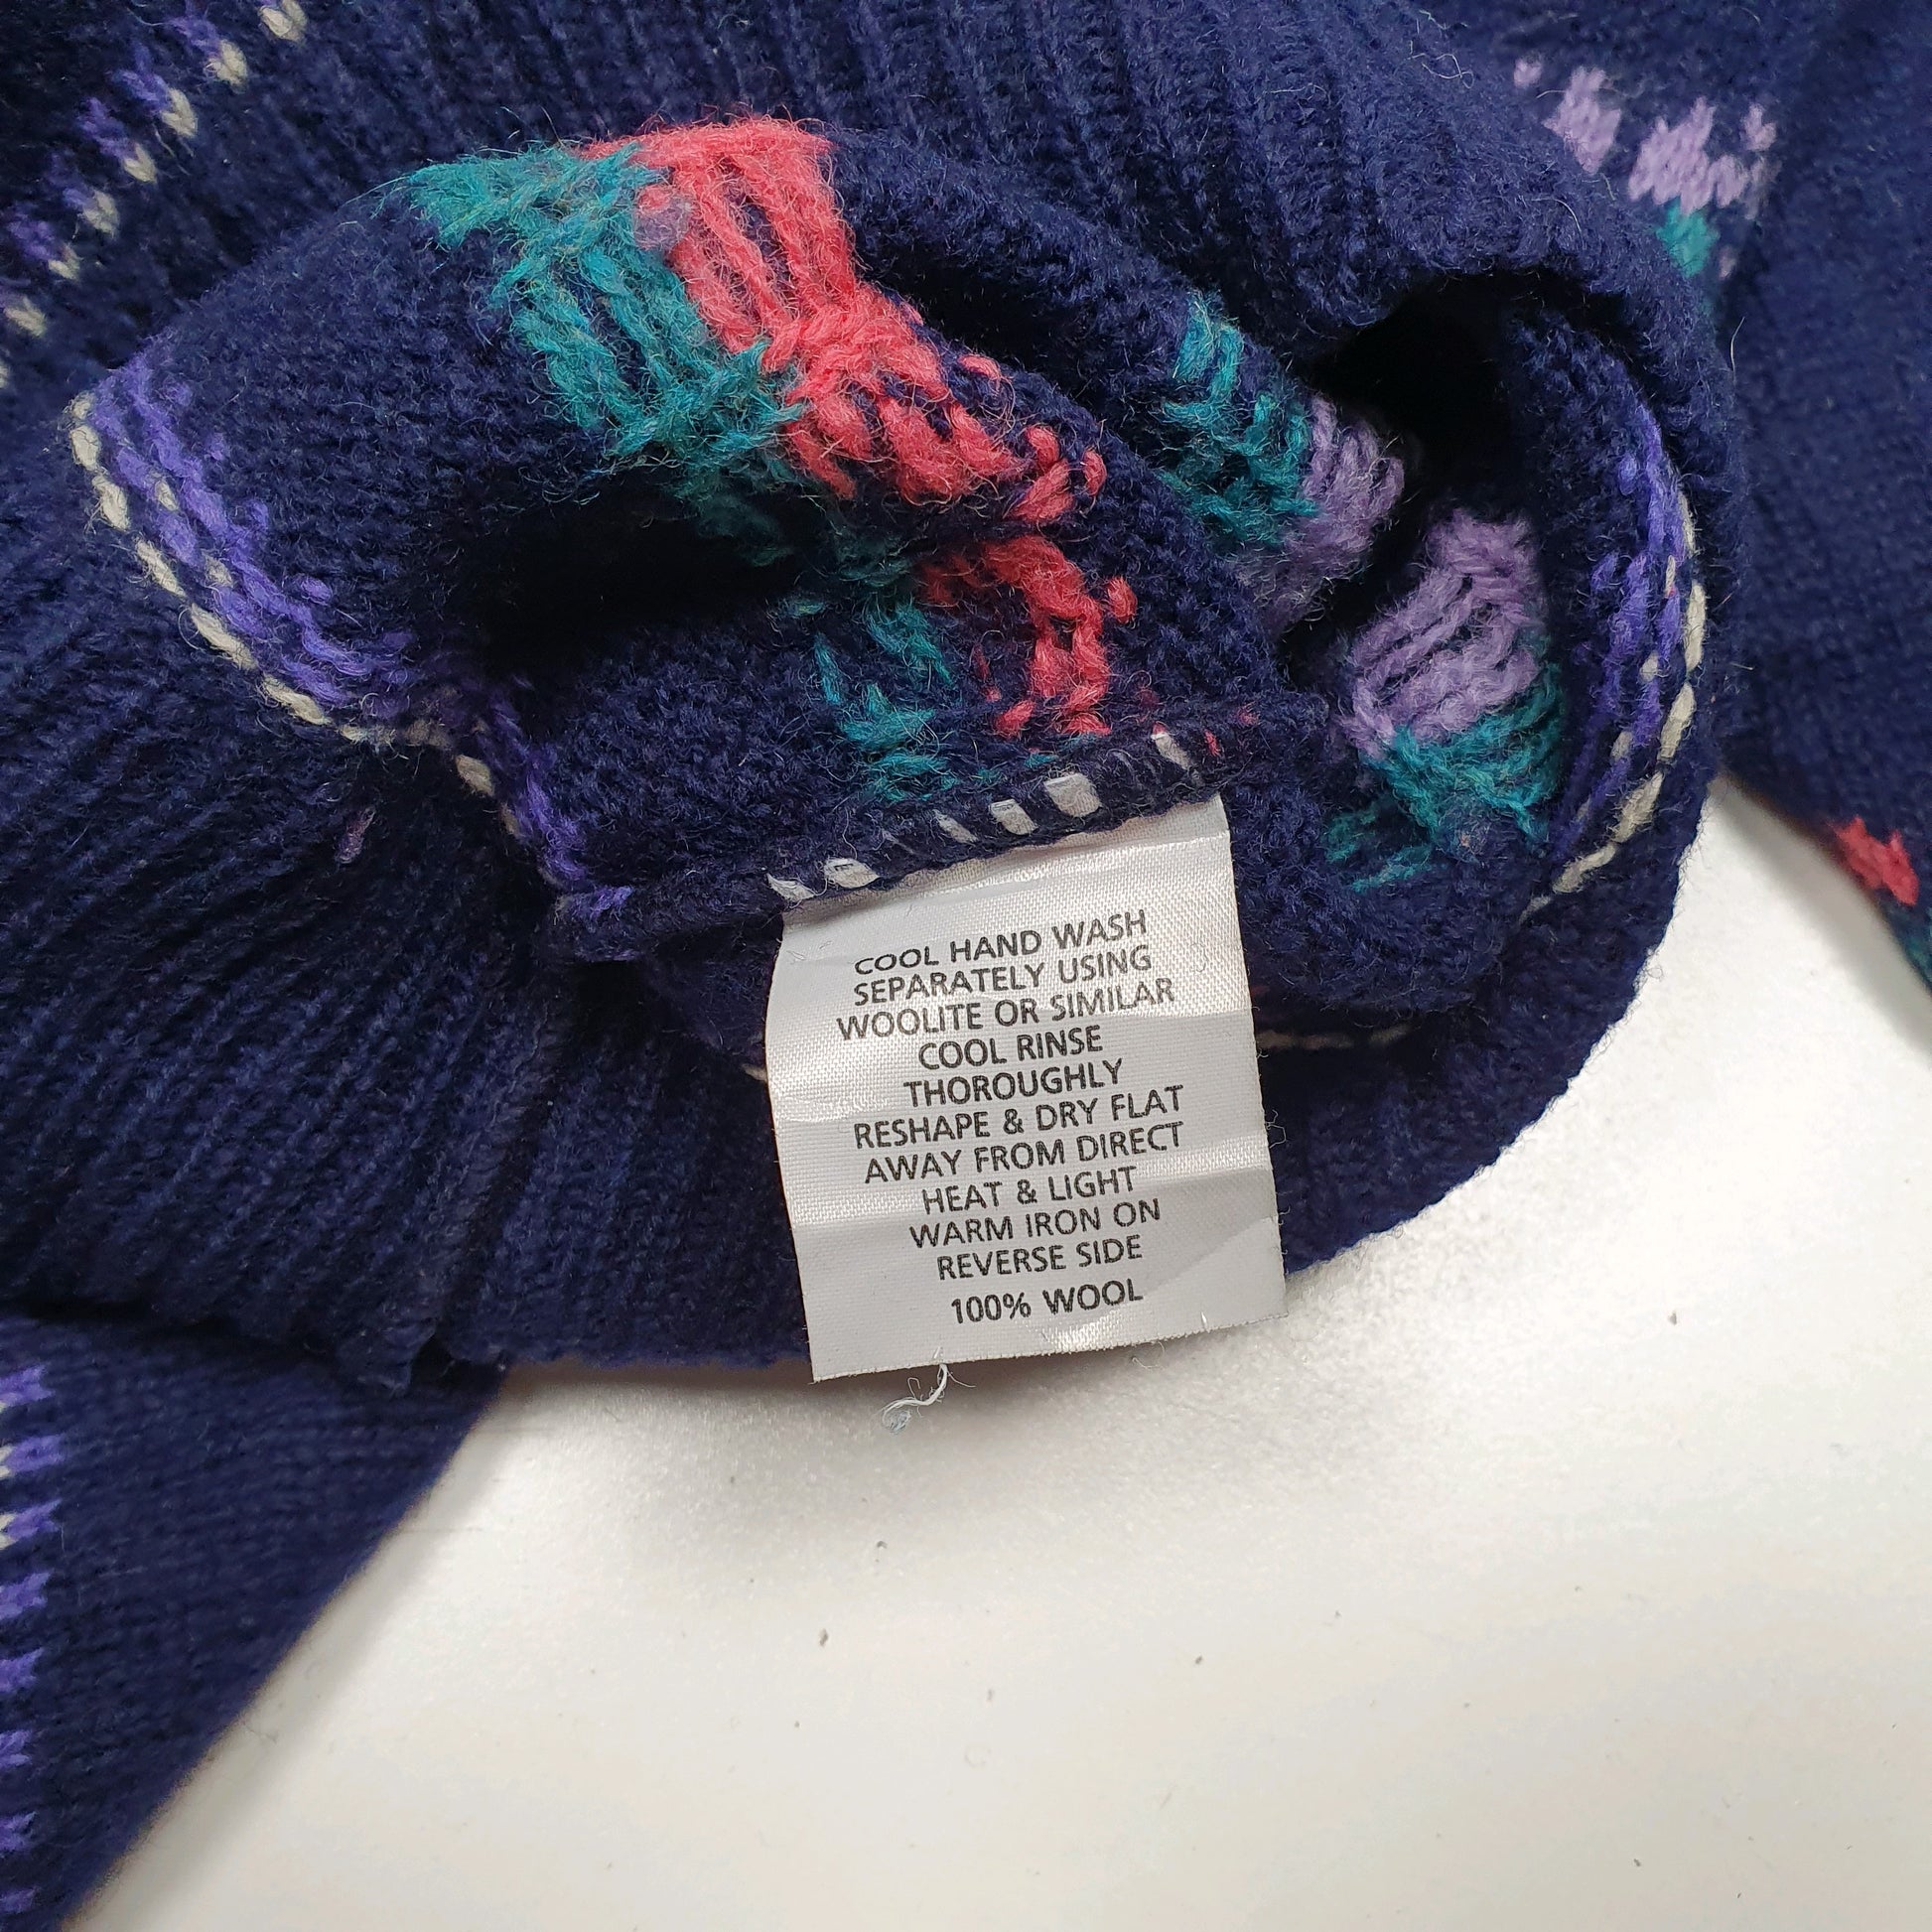 COOL HAND WASH
SEPARATELY USING
WOOLITE OR SIMILAR
COOL RINSE
THOROUGHLY
RESHAPE & DRY FLAT
AWAY FROM DIRECT
HEAT & LIGHT
WARM IRON ON
REVERSE SIDE
100% WOOL